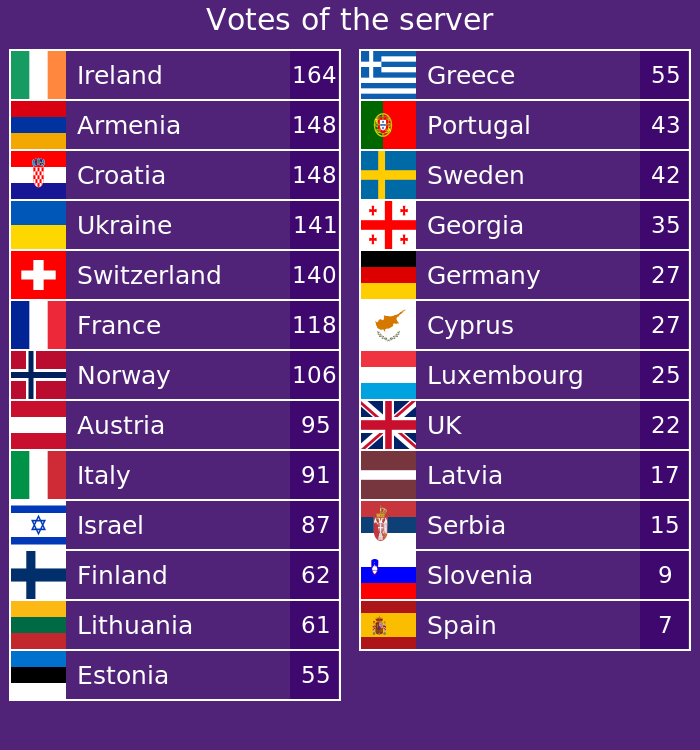 Votes of the server
Ireland 164
Armenia 148
Croatia 148
Ukraine 141
Switzerland 140
France 118
Norway 106
Austria 95
Italy 91
Israel 87
Finland 62
Lithuania 61
Estonia 55
Greece 55
Portugal 43
Sweden 42
Georgia 35
Germany 27
Cyprus 27
Luxembourg 25
UK 22
Latvia 17
Serbia 15
Slovenia 9
Spain 7